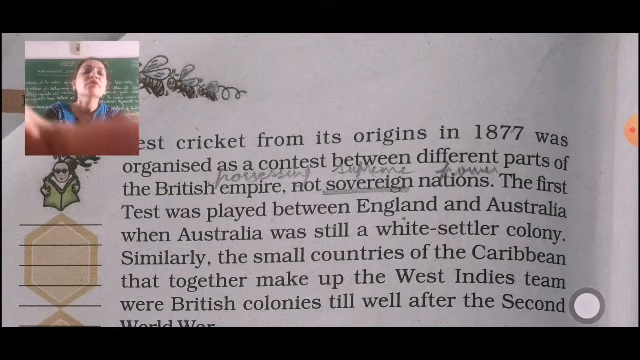 est cricket from its origins in 1877 was
organised as a contest between different parts of
possessing supreme power
the British empire, not sovereign nations. The first
Test was played between England and Australia
when Australia was still a white-settler colony.
Similarly, the small countries of the Caribbean
that together make up the West Indies team
were British colonies till well after the Second
World War.